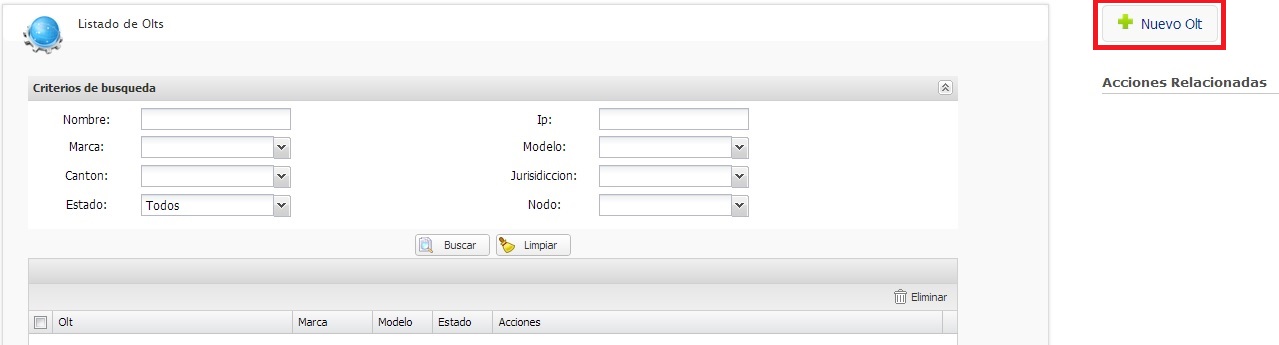 Listado de Olts
Nuevo Olt
Acciones Relacionadas
Criterios de busqueda
Nombre: Ip:
Marca: Modelo:
Canton: Jurisidiccion:
Estado: Todos Nodo:
Buscar Limpiar
Eliminar
Olt Marca Modelo Estado Acciones